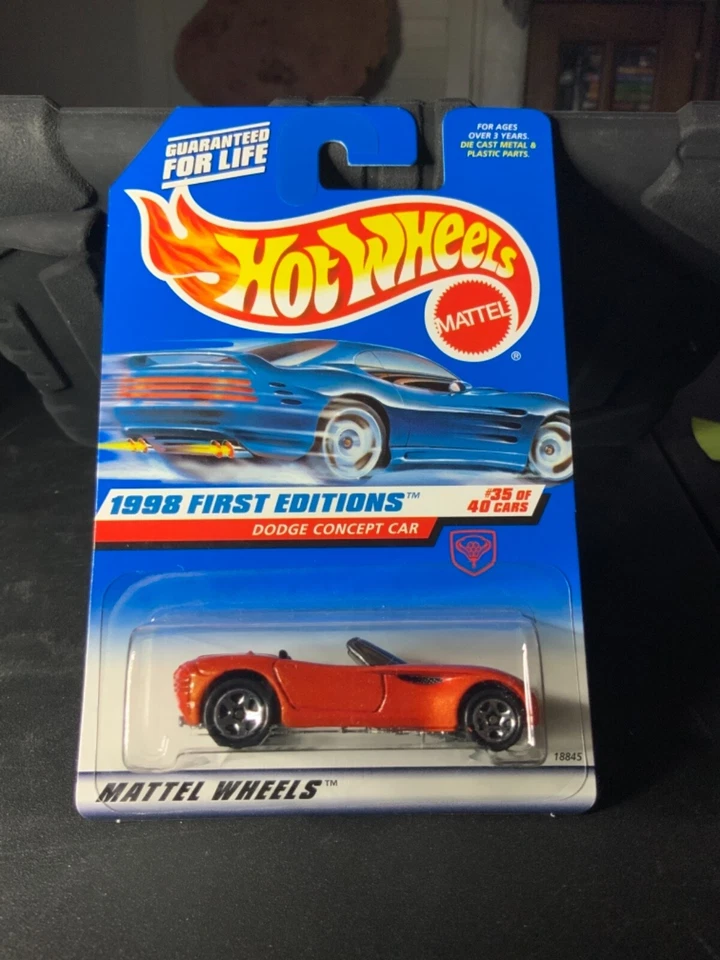 GUARANTEED
FOR LIFE
FOR AGES
OVER 3 YEARS.
DIE CAST METAL &
PLASTIC PARTS.
HOT WHEELS
MATTEL
®
1998 FIRST EDITIONS™
#35 OF
40 CARS
DODGE CONCEPT CAR
18845
MATTEL WHEELS™